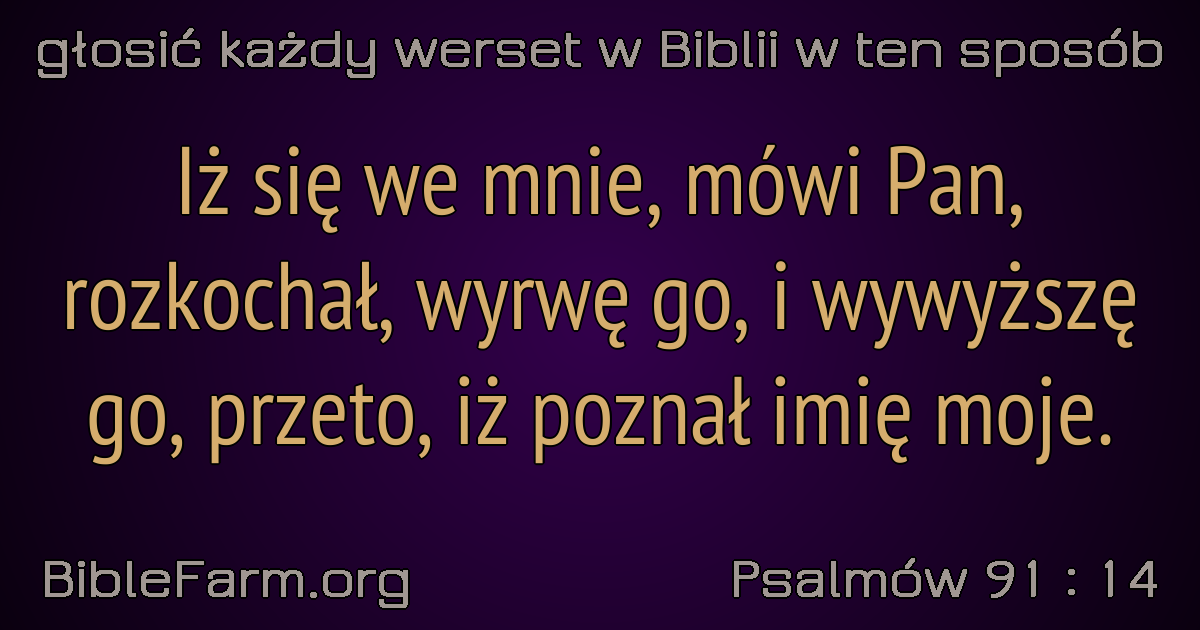 głosić każdy werset w Biblii w ten sposób
Iż się we mnie, mówi Pan,
rozkochał, wyrwę go, i wywyższę
go, przeto, iż poznał imię moje.
BibleFarm.org
Psalmów 91 : 14